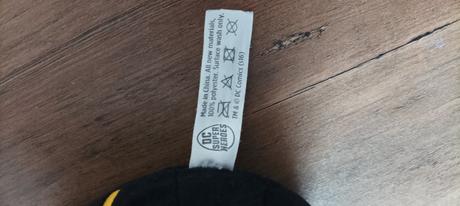 Made in China. All new materials,
100% polyester. Surface wash only.
TM & © DC Comics (s16)
DC
SUPER
HEROES